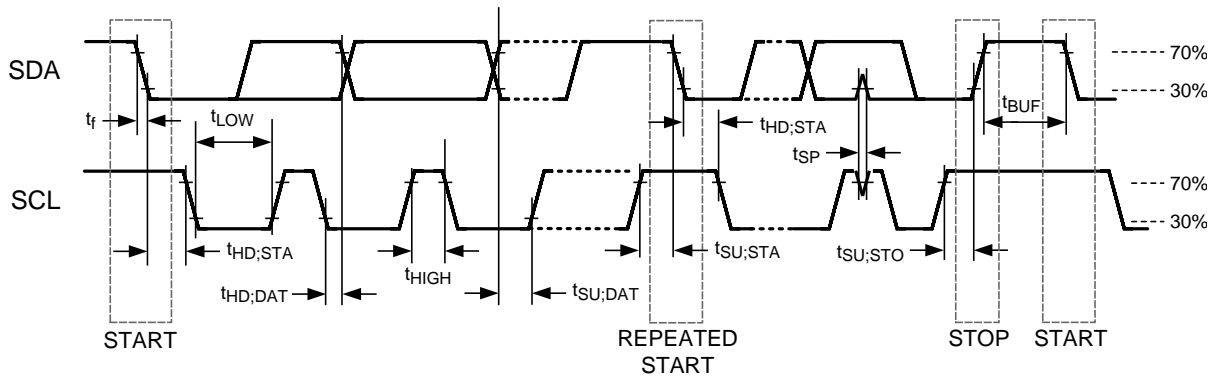 SDA
70%
30%
tf
tLOW
tHD;STA
tBUF
tSP
SCL
70%
30%
tHD;STA
tHIGH
tSU;STA
tSU;STO
tHD;DAT
tSU;DAT
START
REPEATED
START
STOP
START